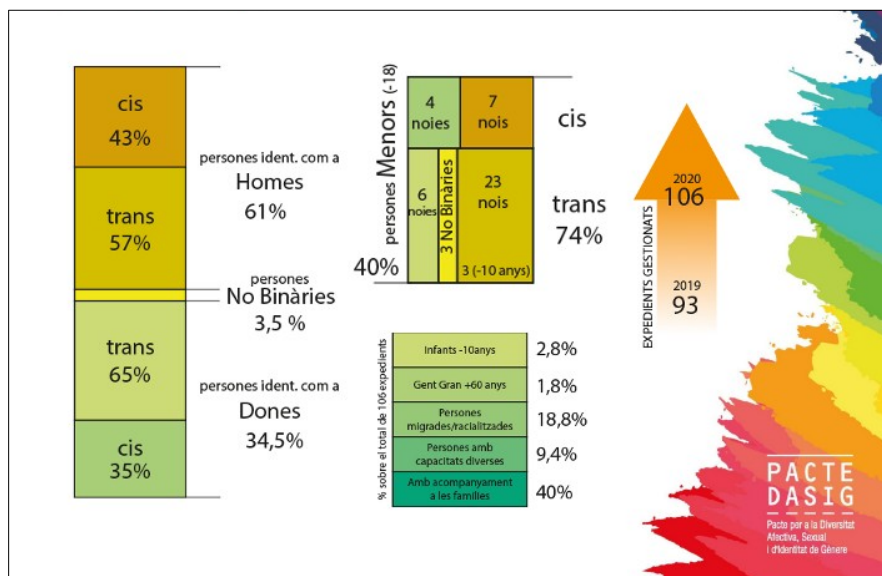 cis
43%
trans
57%
trans
65%
cis
35%
persones ident. com a
Homes
61%
persones
No Binàries
3,5 %
persones ident. com a
Dones
34,5%
persones Menors (-18)
40%
4
noies
7
nois
6
noies
3 No Binàries
23
nois
3 (-10 anys)
cis
trans
74%
% sobre el total de 106 expedients
Infants -10anys
2,8%
Gent Gran +60 anys
1,8%
Persones
migrades/racialitzades
18,8%
Persones amb
capacitats diverses
9,4%
Amb acompanyament
a les families
40%
EXPEDIENTS GESTIONATS
2020
106
2019
93
PACTE
DASIG
Pacte per a la Diversitat
Afectiva, Sexual
i d'Identitat de Gènere